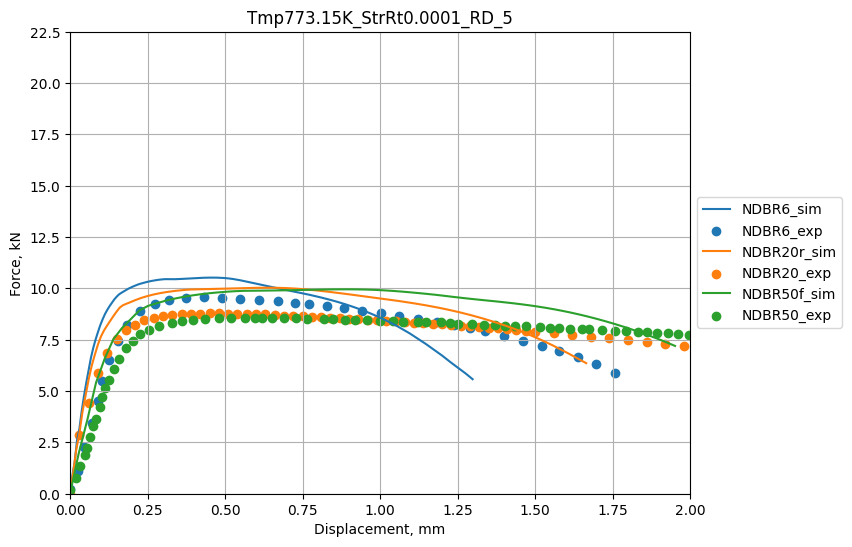 Tmp773.15K_StrRt0.0001_RD_5
22.5
20.0
17.5
15.0
12.5
10.0
7.5
5.0
2.5
0.0
Force, kN
0.00 0.25 0.50 0.75 1.00 1.25 1.50 1.75 2.00
Displacement, mm
NDBR6_sim
NDBR6_exp
NDBR20r_sim
NDBR20_exp
NDBR50f_sim
NDBR50_exp